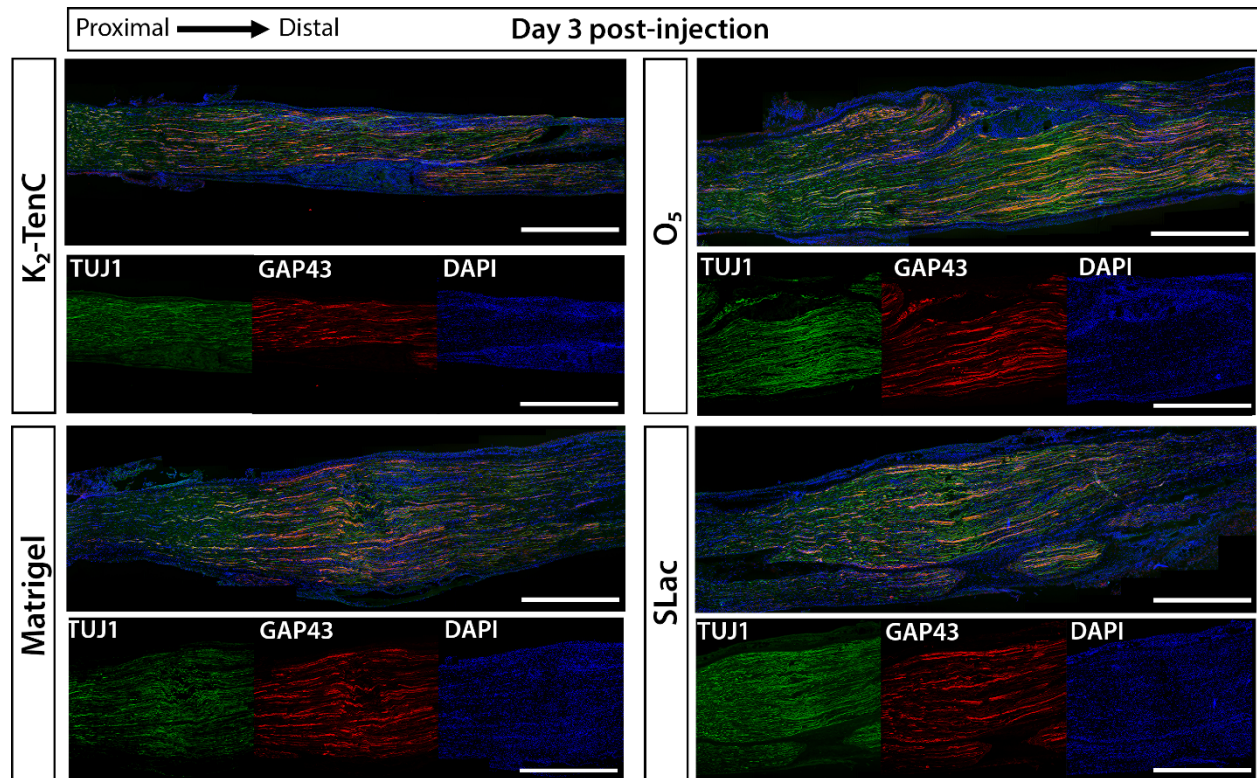 Proximal Distal Day 3 post-injection
K₂-TenC
TUJ1 GAP43 DAPI
O₅
TUJ1 GAP43 DAPI
Matrigel
TUJ1 GAP43 DAPI
SLac
TUJ1 GAP43 DAPI